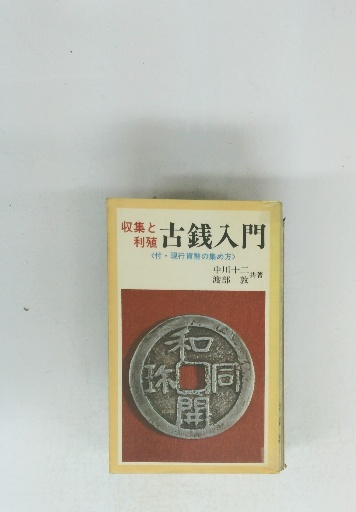 収集と
利殖
古銭入門
〈付・現行貨幣の集め方〉
中川十二
渡部敦
共著
和
同
開
珎